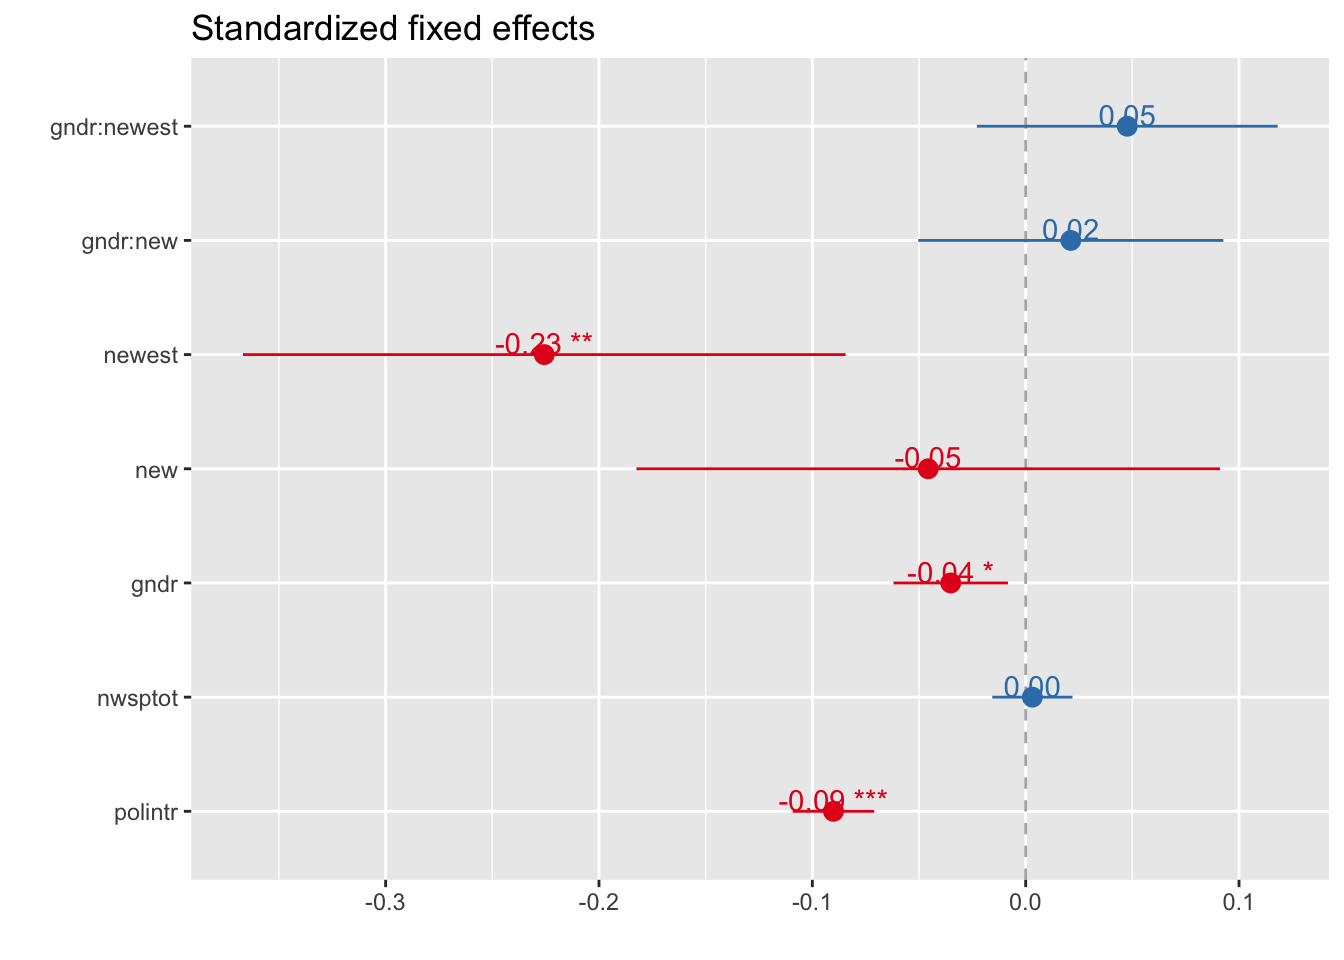 Standardized fixed effects
gndr:newest
0.05
gndr:new
0.02
newest
-0.23 **
new
-0.05
gndr
-0.04 *
nwsptot
0.00
polintr
-0.09 ***
-0.3 -0.2 -0.1 0.0 0.1